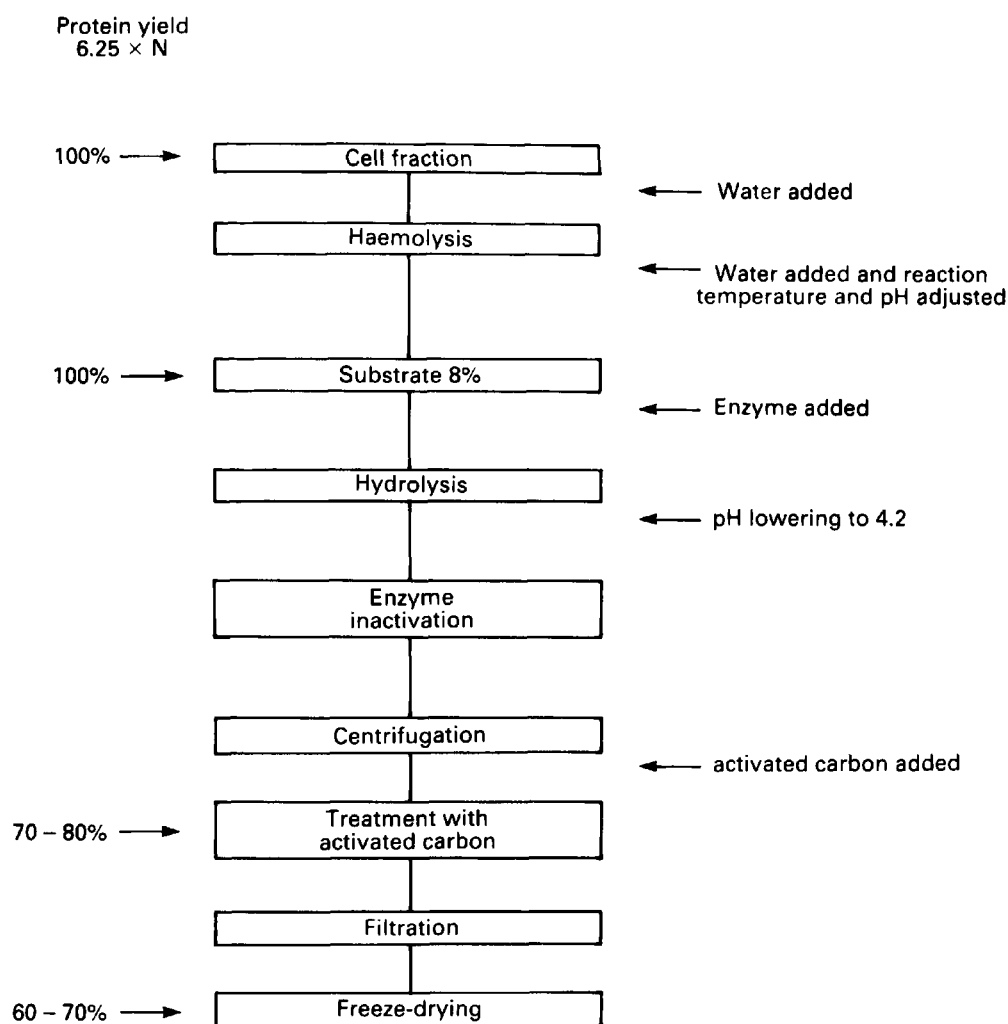 Protein yield
6.25 × N
100%
Cell fraction
Water added
Haemolysis
Water added and reaction
temperature and pH adjusted
100%
Substrate 8%
Enzyme added
Hydrolysis
pH lowering to 4.2
Enzyme
inactivation
Centrifugation
activated carbon added
70 – 80%
Treatment with
activated carbon
Filtration
60 – 70%
Freeze-drying